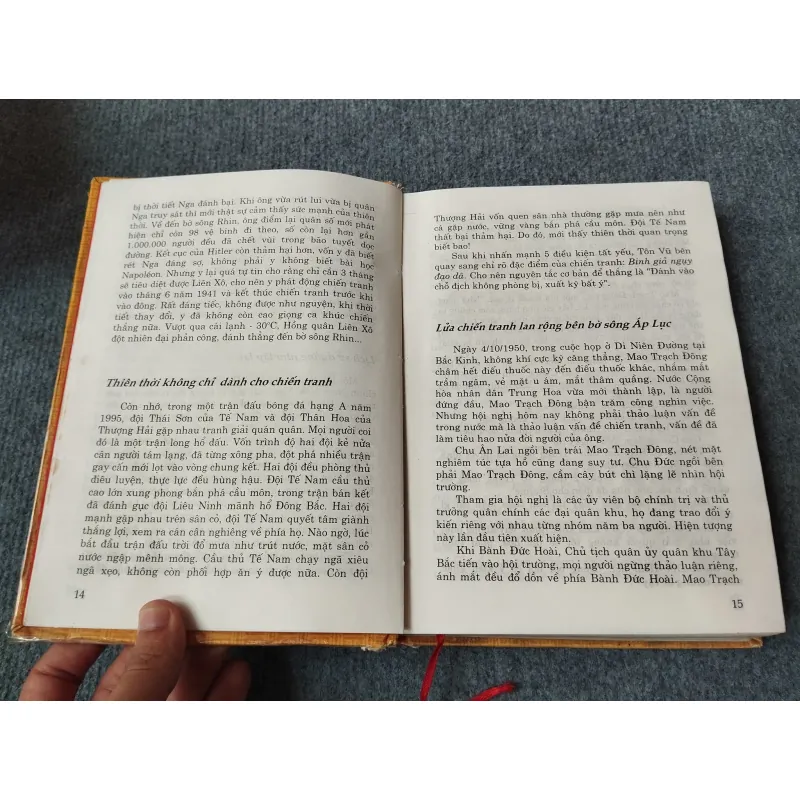 bị thời tiết Nga đánh bại. Khi ông vừa rút lui vừa bị quân
Nga truy sát thì mới thật sự cảm thấy sức mạnh của thiên
thời. Về đến bờ sông Rhin, ông điểm lại quân số mới phát
hiện chỉ còn 98 vệ binh đi theo, số còn lại hơn gần
1.000.000 người đều đã chết vùi trong bão tuyết dọc
đường. Kết cục của Hitler còn thảm hại hơn, vốn y đã biết
rét Nga đáng sợ, không phải y không biết bài học
Napoléon. Nhưng y lại quá tự tin cho rằng chỉ cần 3 tháng
sẽ tiêu diệt được Liên Xô, cho nên y phát động chiến tranh
vào tháng 6 năm 1941 và kết thúc chiến tranh trước khi
vào đông. Rất đáng tiếc, không được như nguyện, khi thời
tiết thay đổi, y đã không còn có giọng ca khúc chiến
thắng nữa. Vượt qua cái lạnh - 30°C, Hồng quân Liên Xô
đột nhiên đại phản công, đánh thẳng đến bờ sông Rhin...
Thiên thời không chỉ dành cho chiến tranh
Còn nhớ, trong một trận đấu bóng đá hạng A năm
1995, đội Thái Sơn của Tế Nam và đội Thân Hoa của
Thượng Hải gặp nhau tranh giải quán quân. Mọi người coi
đó là một trận long hổ đấu. Vốn trình độ hai đội kẻ nửa
cân người tám lạng, đã từng xông pha, đột phá nhiều trận
gay cấn mới lọt vào vòng chung kết. Hai đội đều phòng thủ
điêu luyện, thực lực đều hùng hậu. Đội Tế Nam cầu thủ
cao lớn xung phong bắn phá cầu môn, trong trận bán kết
đã đánh gục đội Liêu Ninh mãnh hổ Đông Bắc. Hai đội
mạnh gặp nhau trên sân cỏ, đội Tế Nam quyết tâm giành
thắng lợi, xem ra cán cân nghiêng về phía họ. Nào ngờ, lúc
bắt đầu trận đấu trời đổ mưa như trút nước, mặt sân cỏ
nước ngập mênh mông. Cầu thủ Tế Nam chạy ngã xiêu
ngã xẹo, không còn phối hợp ăn ý được nữa. Còn đội
14
Thượng Hải vốn quen sân nhà thường gặp mưa nên như
cá gặp nước, vững vàng bắn phá cầu môn. Đội Tế Nam
thất bại thảm hại. Do đó, mới thấy thiên thời quan trọng
biết bao!
Sau khi nhấn mạnh 5 điều kiện tất yếu, Tôn Vũ bèn
quay sang chỉ rõ đặc điểm của chiến tranh: Binh giả ngụy
đạo dã. Cho nên nguyên tắc cơ bản để thắng là "Đánh vào
chỗ địch không phòng bị, xuất kỳ bất ý".
Lửa chiến tranh lan rộng bên bờ sông Áp Lục
Ngày 4/10/1950, trong cuộc họp ở Di Niên Đường tại
Bắc Kinh, không khí cực kỳ căng thẳng, Mao Trạch Đông
châm hết điếu thuốc này đến điếu thuốc khác, nhắm mắt
trầm ngâm, vẻ mặt u ám, mắt thâm quầng. Nước Cộng
hòa nhân dân Trung Hoa vừa mới thành lập, là người
đứng đầu, Mao Trạch Đông bận trăm công nghìn việc.
Nhưng hội nghị hôm nay không phải thảo luận vấn đề
trong nước mà là thảo luận vấn đề chiến tranh, vấn đề đã
làm tiêu hao nửa đời người của ông.
Chu Ân Lai ngồi bên trái Mao Trạch Đông, nét mặt
nghiêm túc tựa hồ cũng đang suy tư. Chu Đức ngồi bên
phải Mao Trạch Đông, cầm cây bút chì lặng lẽ nhìn hội
trường.
Tham gia hội nghị là các ủy viên bộ chính trị và thủ
trưởng quân chính các đại quân khu, họ đang trao đổi ý
kiến riêng với nhau từng nhóm năm ba người. Hiện tượng
này lần đầu tiên xuất hiện.
Khi Bành Đức Hoài, Chủ tịch quân ủy quân khu Tây
Bắc tiến vào hội trường, mọi người ngừng thảo luận riêng,
ánh mắt đều đổ dồn về phía Bành Đức Hoài. Mao Trạch
15